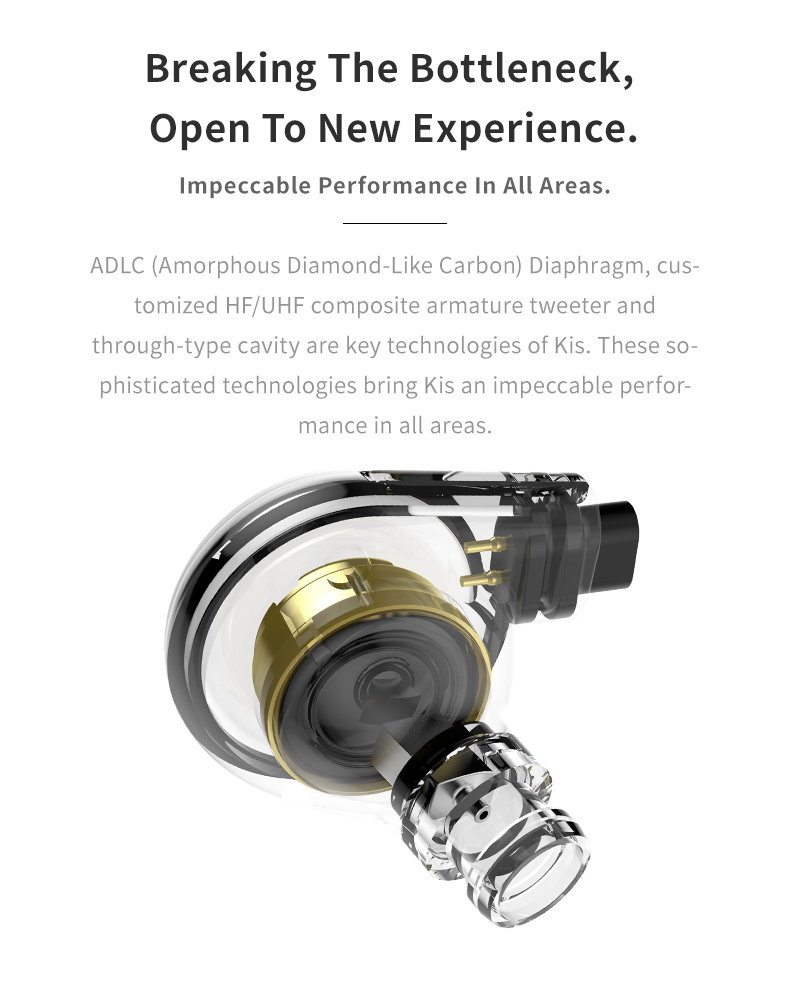 Breaking The Bottleneck,
Open To New Experience.
Impeccable Performance In All Areas.
ADLC (Amorphous Diamond-Like Carbon) Diaphragm, cus-
tomized HF/UHF composite armature tweeter and
through-type cavity are key technologies of Kis. These so-
phisticated technologies bring Kis an impeccable perfor-
mance in all areas.